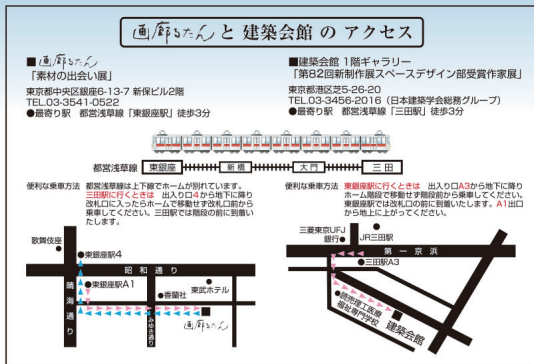 画廊るたん と 建築会館 の アクセス
■画廊るたん
「素材の出会い展」
東京都中央区銀座6-13-7 新保ビル2階
TEL.03-3541-0522
●最寄り駅　都営浅草線「東銀座駅」徒歩3分
■建築会館 1階ギャラリー
「第82回新制作展スペースデザイン部受賞作家展」
東京都港区芝5-26-20
TEL.03-3456-2016（日本建築学会総務グループ）
●最寄り駅　都営浅草線「三田駅」徒歩3分
都営浅草線 東銀座 新橋 大門 三田
便利な乗車方法　都営浅草線は上下線でホームが別れています。
三田駅に行くときは 出入り口4から地下に降り
改札口に入ったらホームで移動せず改札口前から
乗車してください。三田駅では階段の前に到着い
たします。
便利な乗車方法　東銀座駅に行くときは 出入り口A3から地下に降り
ホーム階段で移動せず階段前から乗車してください。
東銀座駅では改札口の前に到着いたします。A1出口
から地上に上がってください。
歌舞伎座
●東銀座駅4
昭和通り
晴海通り
●東銀座駅A1
●香蘭社
東武ホテル
みゆき通り
画廊るたん
三菱東京UFJ
銀行
JR三田駅
第一京浜
●三田駅A3
●読売理工医療
福祉専門学校
建築会館